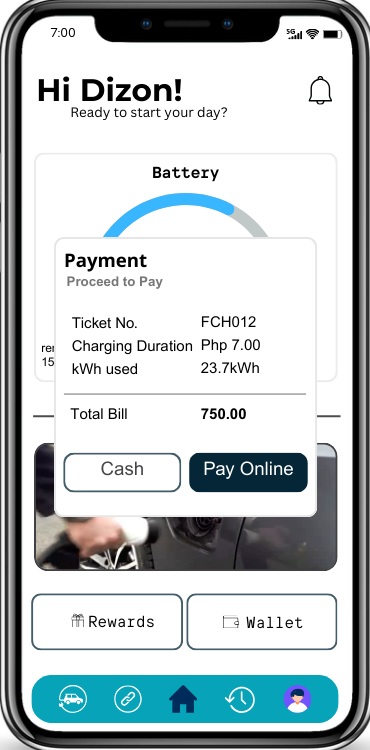 7:00
5G
Hi Dizon!
Ready to start your day?
Battery
Payment
Proceed to Pay
Ticket No. FCH012
Charging Duration Php 7.00
kWh used 23.7kWh
15
Total Bill 750.00
Cash Pay Online
Rewards Wallet